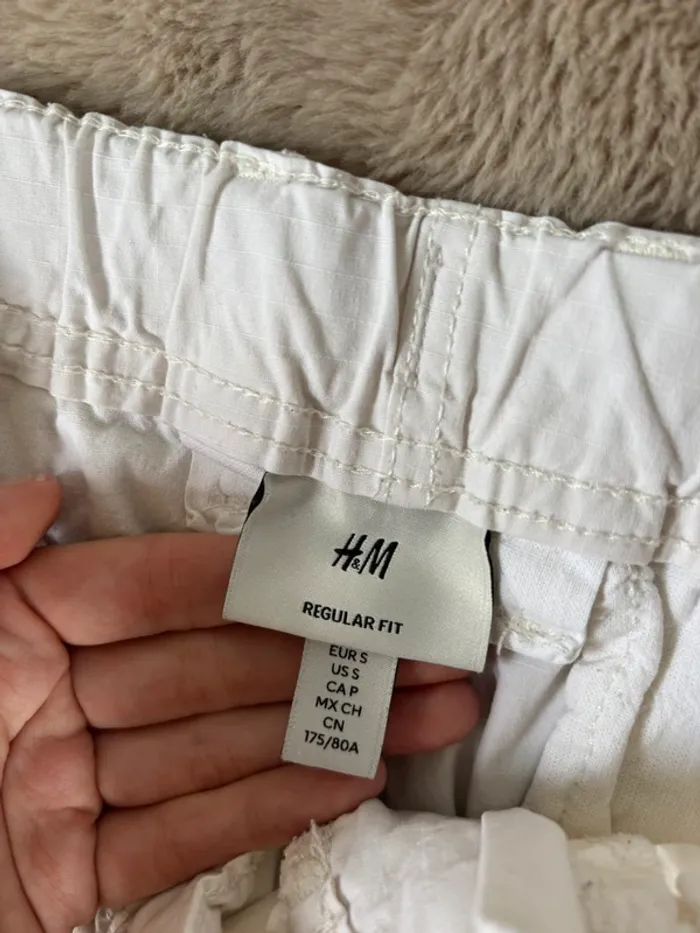 H&M
REGULAR FIT
EUR S
US S
CA P
MX CH
CN
175/80A